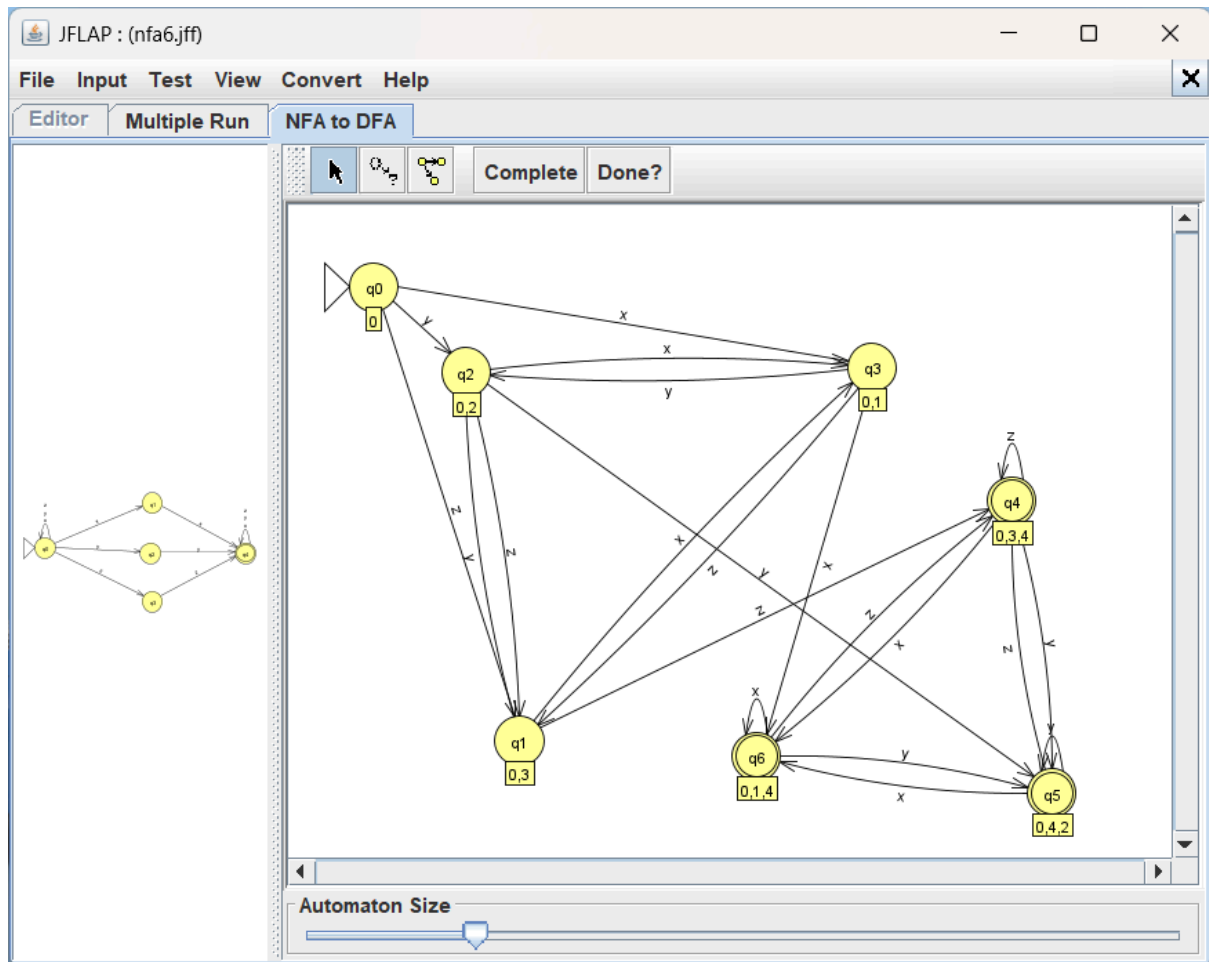 JFLAP : (nfa6.jff)
File Input Test View Convert Help
Editor Multiple Run NFA to DFA
Complete Done?
q0
0
x
y
q2
0,2
x
y
q3
0,1
z
q4
0,3,4
z
y
z
x
z
y
x
z
z
x
z
y
q1
0,3
x
q6
0,1,4
y
x
y
q5
0,4,2
Automaton Size